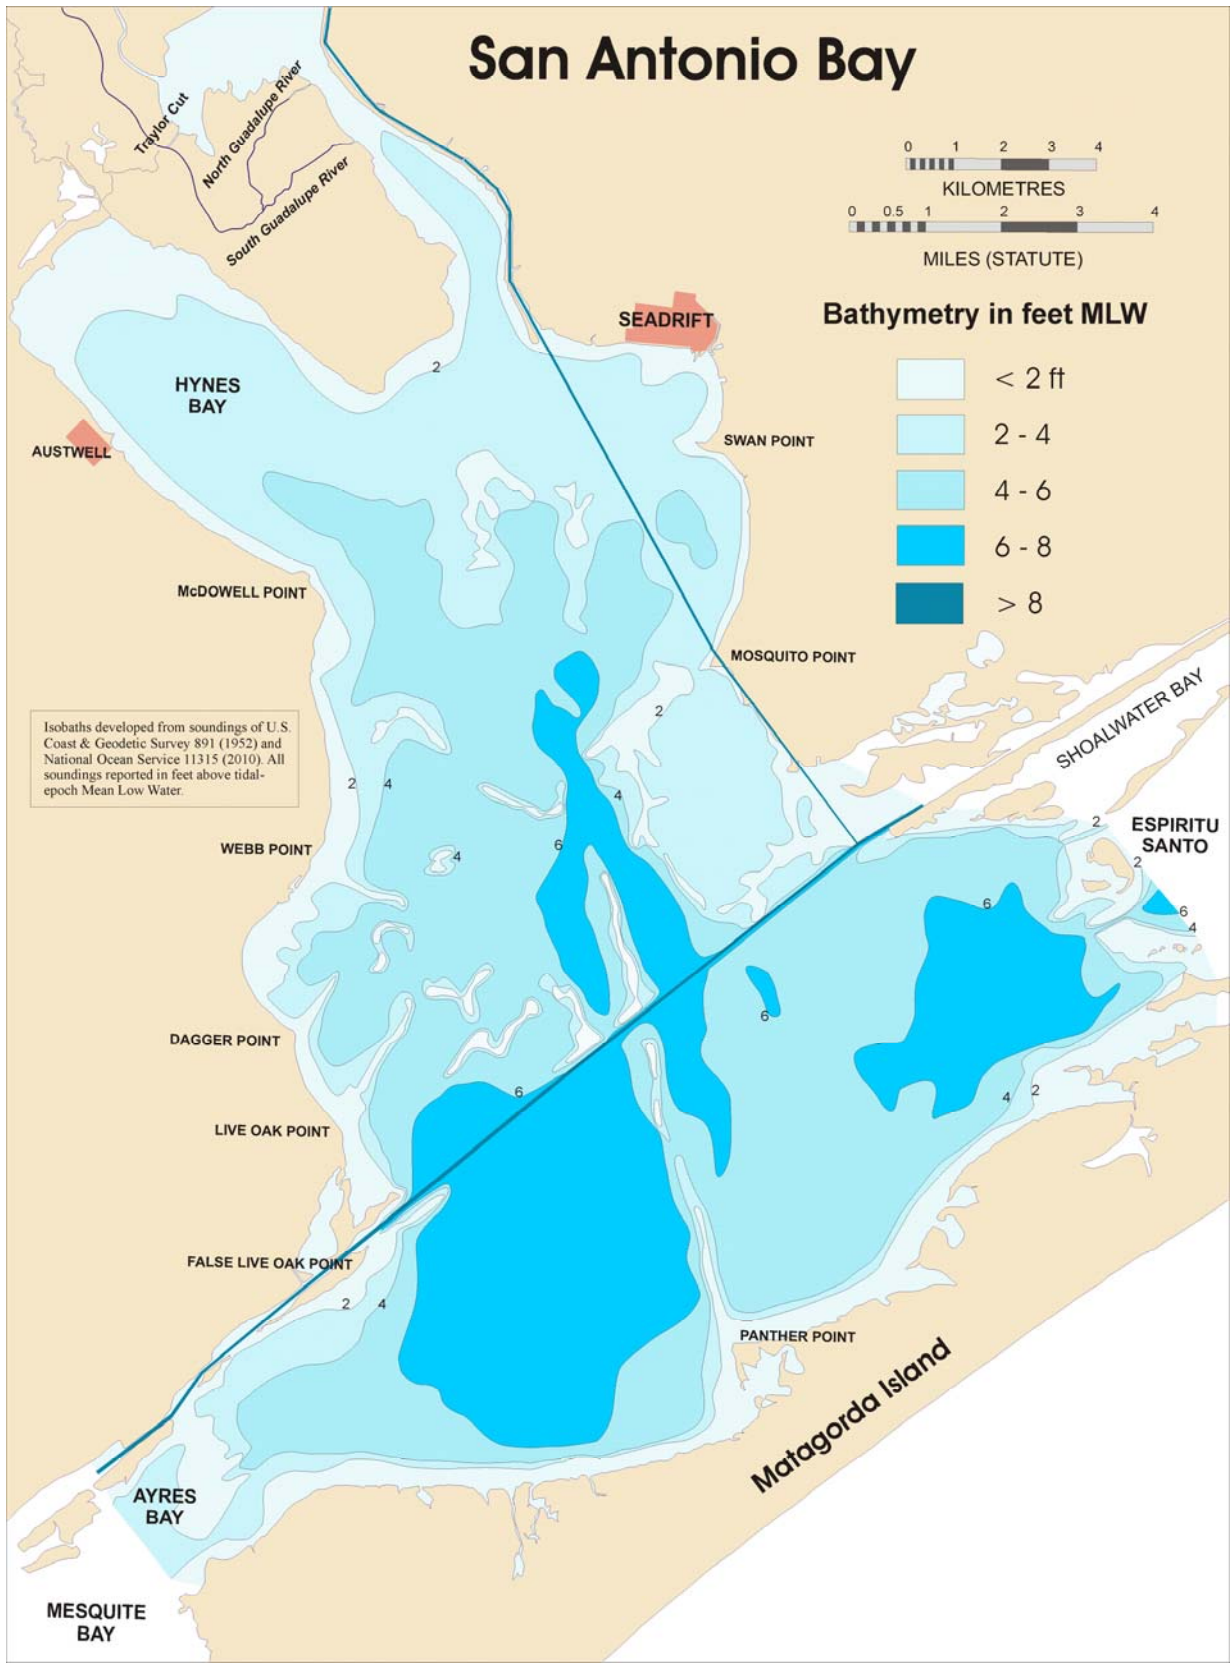 San Antonio Bay
Traylor Cut
North Guadalupe River
South Guadalupe River
0 1 2 3 4
KILOMETRES
0 0.5 1 2 3 4
MILES (STATUTE)
Bathymetry in feet MLW
< 2 ft
2 - 4
4 - 6
6 - 8
> 8
SEADRIFT
2
HYNES
BAY
AUSTWELL
SWAN POINT
McDOWELL POINT
MOSQUITO POINT
SHOALWATER BAY
2
Isobaths developed from soundings of U.S.
Coast & Geodetic Survey 891 (1952) and
National Ocean Service 11315 (2010). All
soundings reported in feet above tidal-
epoch Mean Low Water.
2 4
4
2
ESPIRITU
SANTO
WEBB POINT
4
6
2
6
6
4
6
DAGGER POINT
6
4 2
LIVE OAK POINT
FALSE LIVE OAK POINT
2 4
PANTHER POINT
Matagorda Island
AYRES
BAY
MESQUITE
BAY